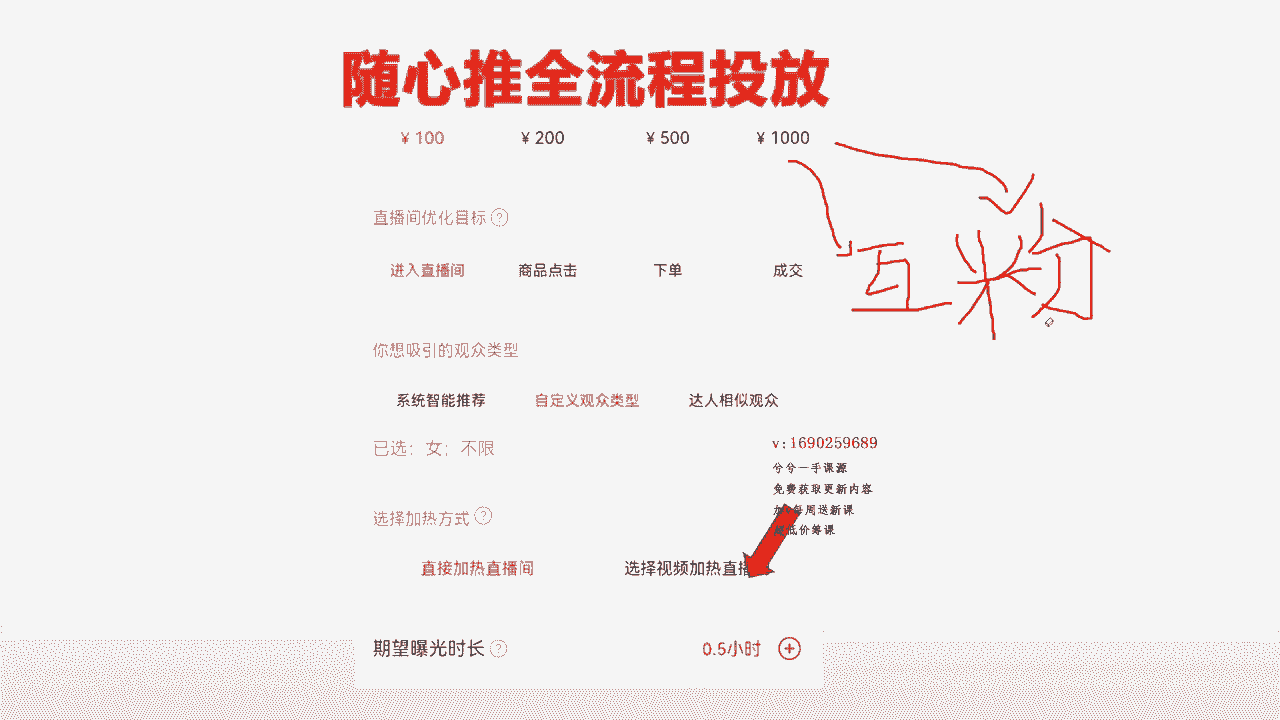 随心推全流程投放
¥ 100 ¥ 200 ¥ 500 ¥ 1000
直播间优化目标 ?
进入直播间 商品点击 下单 成交
互粉
你想吸引的观众类型
系统智能推荐 自定义观众类型 达人相似观众
已选: 女; 不限
v:1690259689
兮兮一手课源
免费获取更新内容
加v每周送新课
超低价筹课
选择加热方式 ?
直接加热直播间 选择视频加热直播
期望曝光时长 ? 0.5小时 +